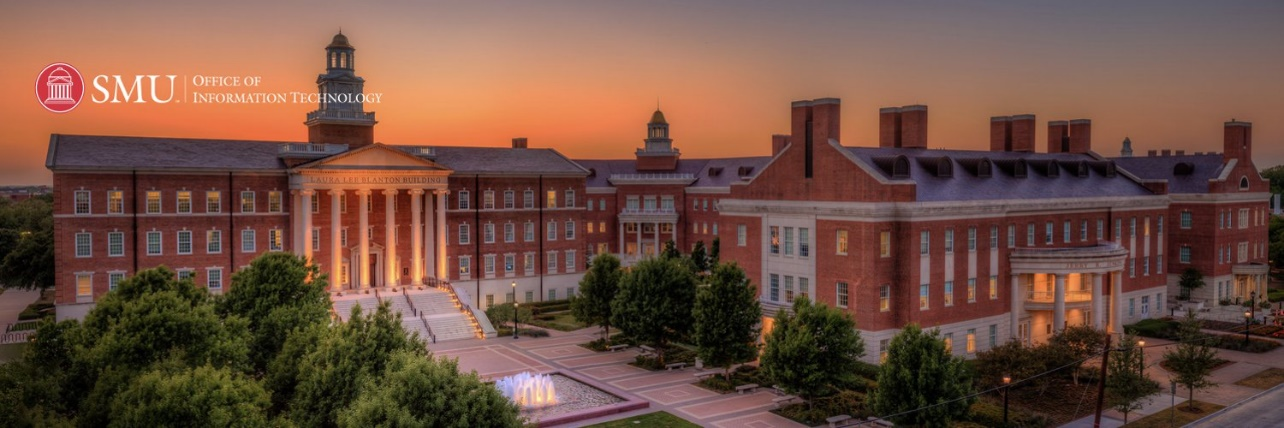 SMU
OFFICE OF
INFORMATION TECHNOLOGY
LAURA LEE BLANTON BUILDING